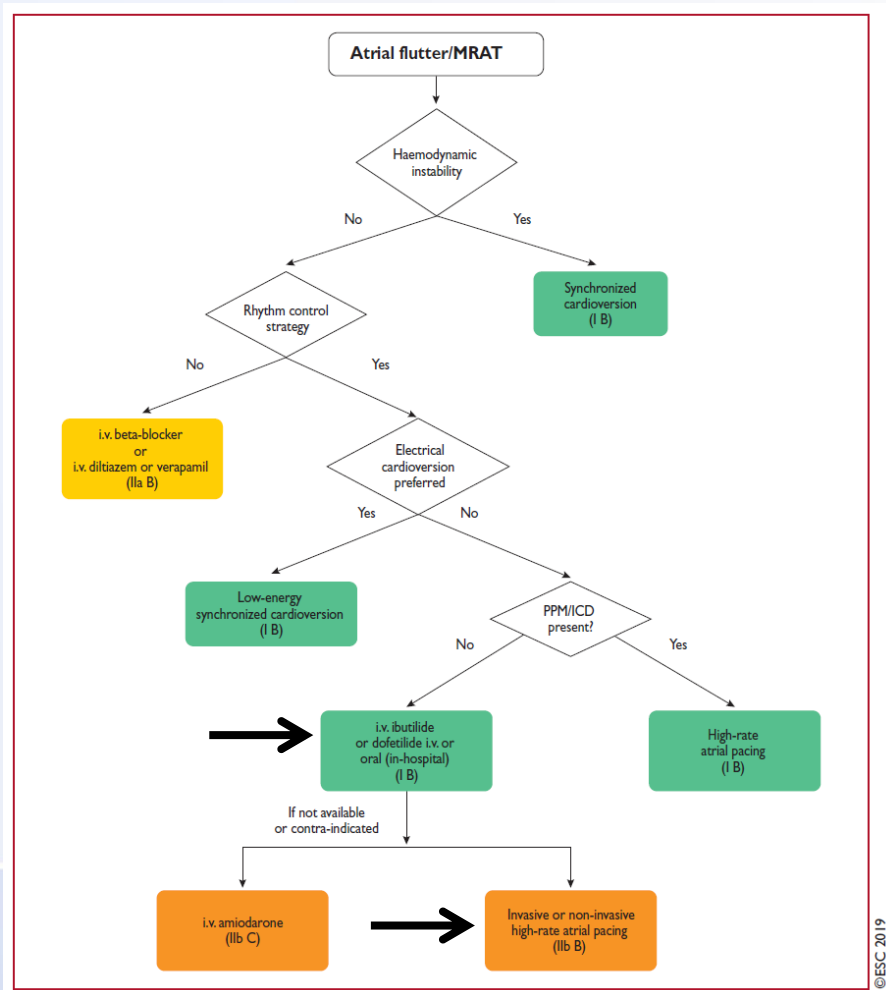 Atrial flutter/MRAT
Haemodynamic
instability
No
Yes
Synchronized
cardioversion
(I B)
Rhythm control
strategy
No
Yes
i.v. beta-blocker
or
i.v. diltiazem or verapamil
(IIa B)
Electrical
cardioversion
preferred
Yes
No
Low-energy
synchronized cardioversion
(I B)
PPM/ICD
present?
No
Yes
i.v. ibutilide
or dofetilide i.v. or
oral (in-hospital)
(I B)
High-rate
atrial pacing
(I B)
If not available
or contra-indicated
i.v. amiodarone
(IIb C)
Invasive or non-invasive
high-rate atrial pacing
(IIb B)
©ESC 2019